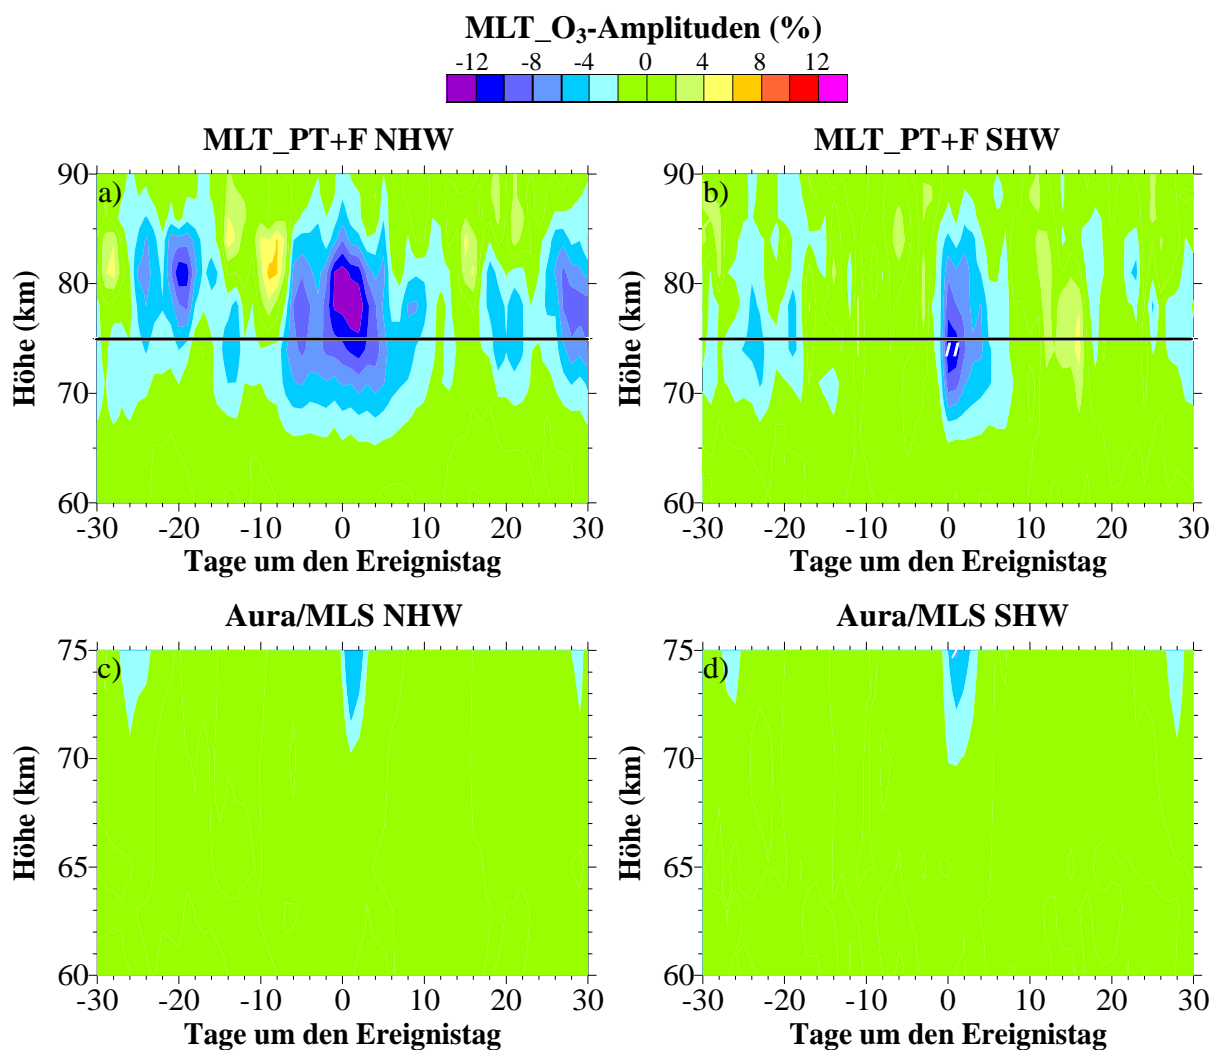 MLT_O₃-Amplituden (%)
-12 -8 -4 0 4 8 12
MLT_PT+F NHW
MLT_PT+F SHW
a)
90
80
70
60
Höhe (km)
-30 -20 -10 0 10 20 30
Tage um den Ereignistag
b)
90
80
70
60
Höhe (km)
-30 -20 -10 0 10 20 30
Tage um den Ereignistag
Aura/MLS NHW
Aura/MLS SHW
c)
75
70
65
60
Höhe (km)
-30 -20 -10 0 10 20 30
Tage um den Ereignistag
d)
75
70
65
60
Höhe (km)
-30 -20 -10 0 10 20 30
Tage um den Ereignistag